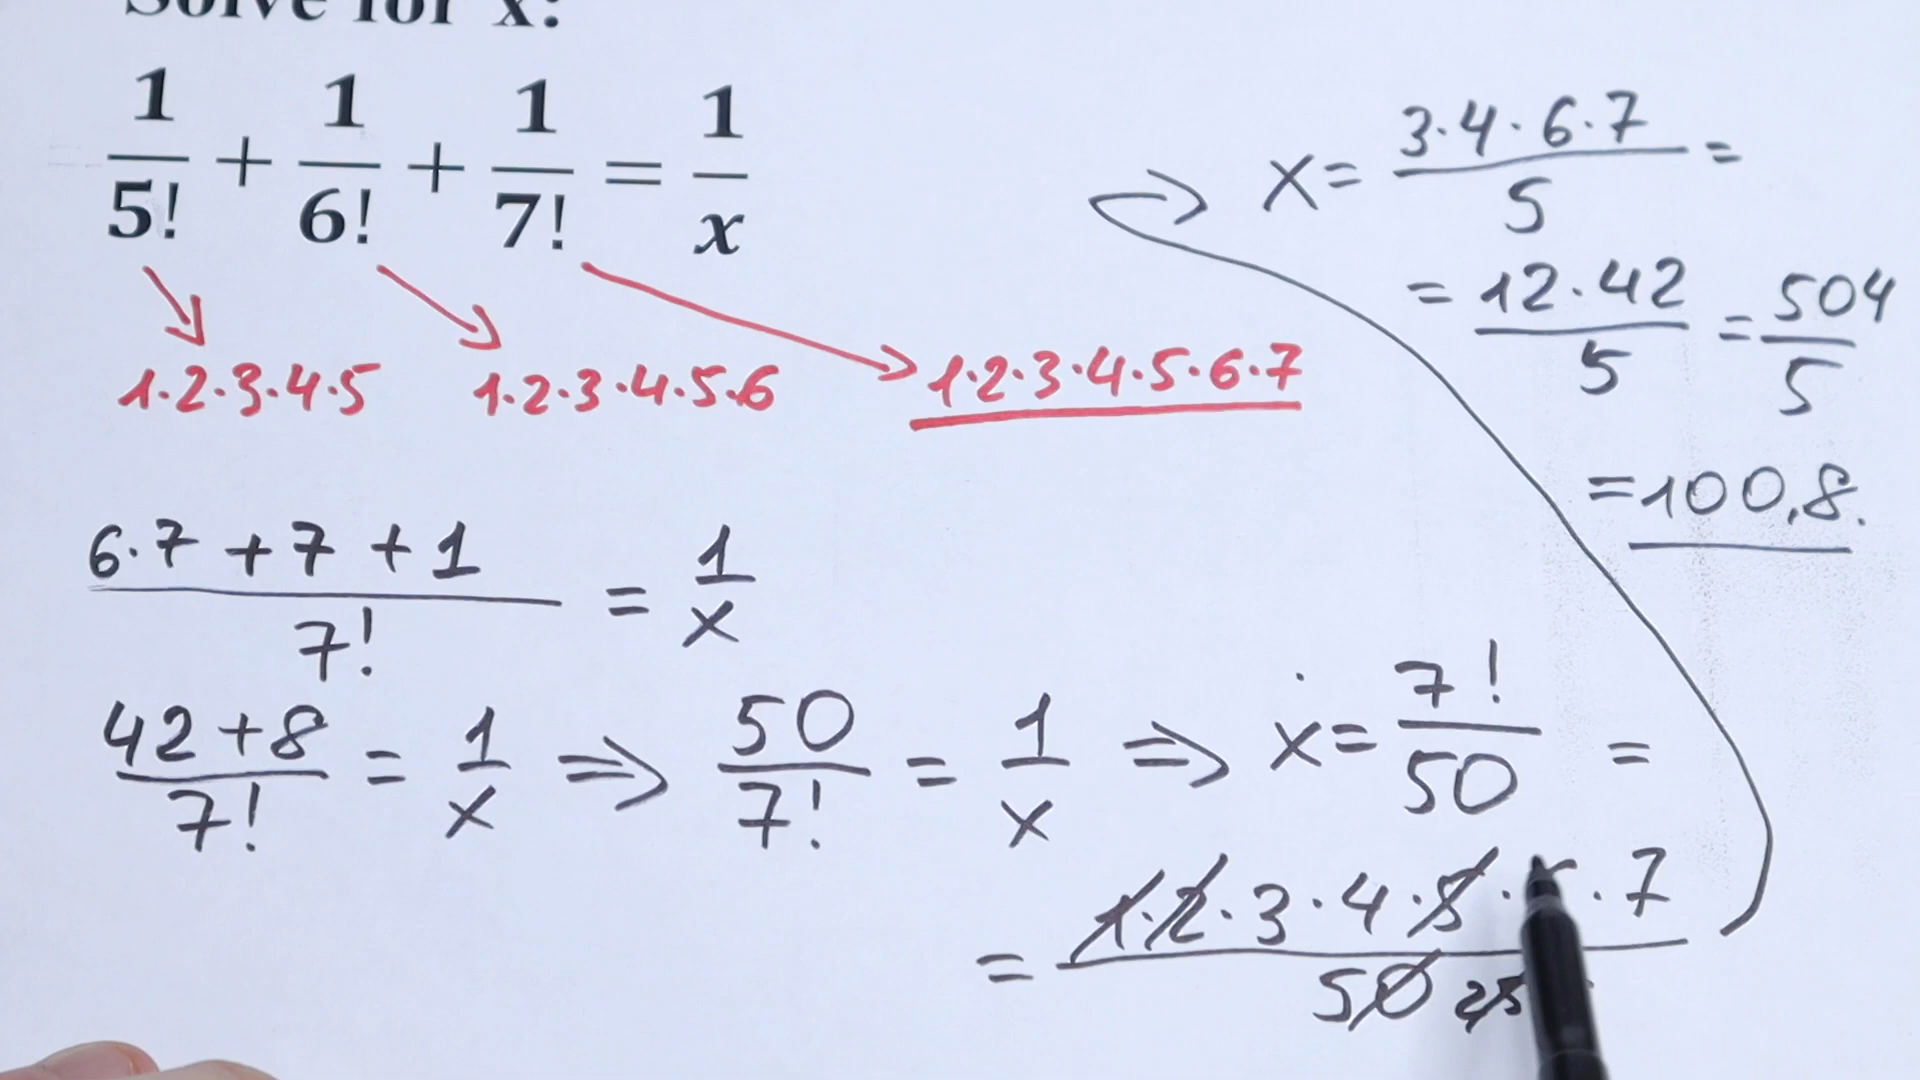 Solve for x:
1/5! + 1/6! + 1/7! = 1/x
1·2·3·4·5   1·2·3·4·5·6   1·2·3·4·5·6·7
(6·7 + 7 + 1)/7! = 1/x
(42 + 8)/7! = 1/x ⇒ 50/7! = 1/x ⇒ x = 7!/50 =
= (1·2·3·4·5· ·7)/50 25
⇒ x = (3·4·6·7)/5 =
= (12·42)/5 = 504/5
= 100,8.